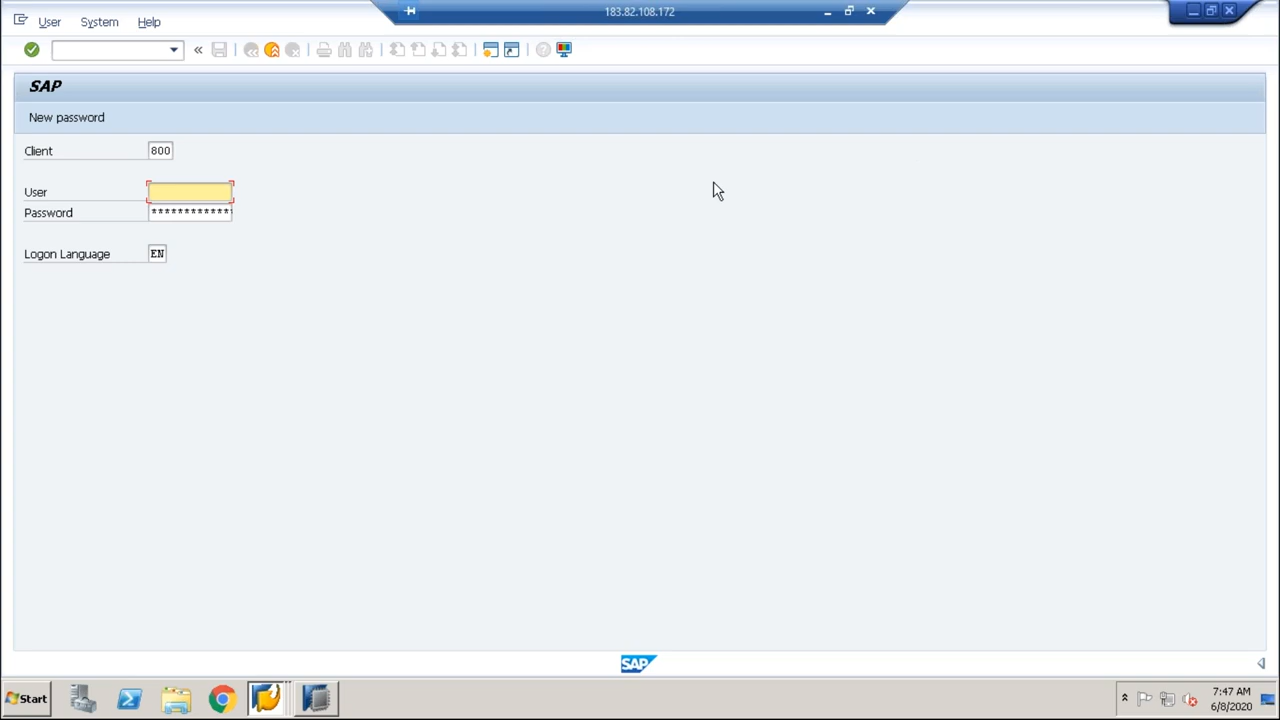 183.82.108.172
User System Help
SAP
New password
Client 800
User
Password ************
Logon Language EN
SAP
Start
7:47 AM
6/8/2020